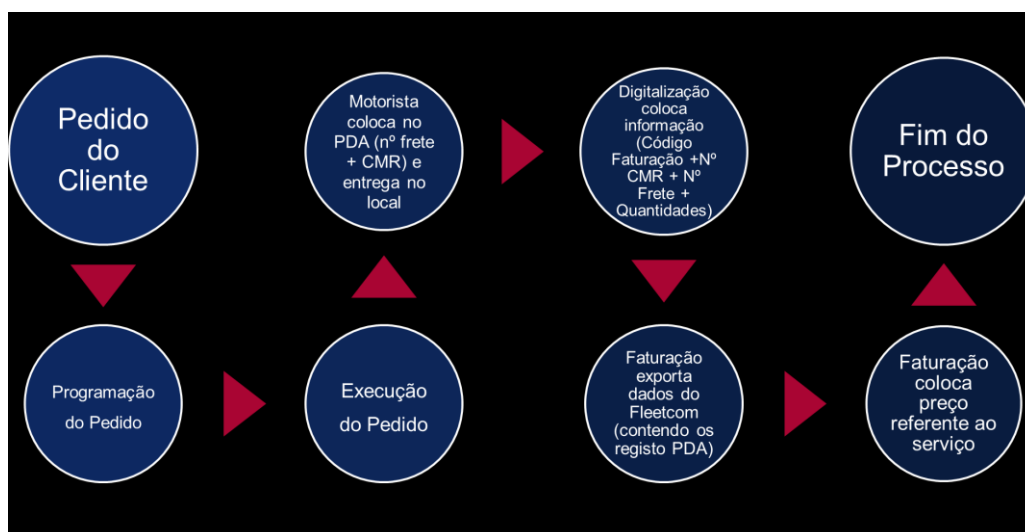 Pedido
do
Cliente
Programação
do Pedido
Execução
do Pedido
Motorista
coloca no
PDA (nº frete
+ CMR) e
entrega no
local
Digitalização
coloca
informação
(Código
Faturação +Nº
CMR + Nº
Frete +
Quantidades)
Faturação
exporta
dados do
Fleetcom
(contendo os
registo PDA)
Faturação
coloca
preço
referente ao
serviço
Fim do
Processo